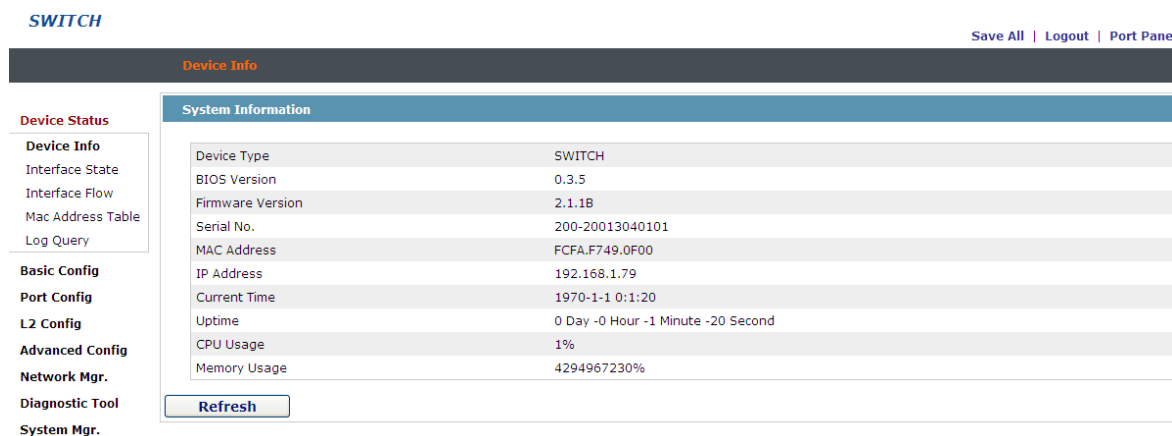 SWITCH
Save All | Logout | Port Pane
Device Info
Device Status
Device Info
Interface State
Interface Flow
Mac Address Table
Log Query
Basic Config
Port Config
L2 Config
Advanced Config
Network Mgr.
Diagnostic Tool
System Mgr.
System Information
Device Type SWITCH
BIOS Version 0.3.5
Firmware Version 2.1.1B
Serial No. 200-20013040101
MAC Address FCFA.F749.0F00
IP Address 192.168.1.79
Current Time 1970-1-1 0:1:20
Uptime 0 Day -0 Hour -1 Minute -20 Second
CPU Usage 1%
Memory Usage 4294967230%
Refresh